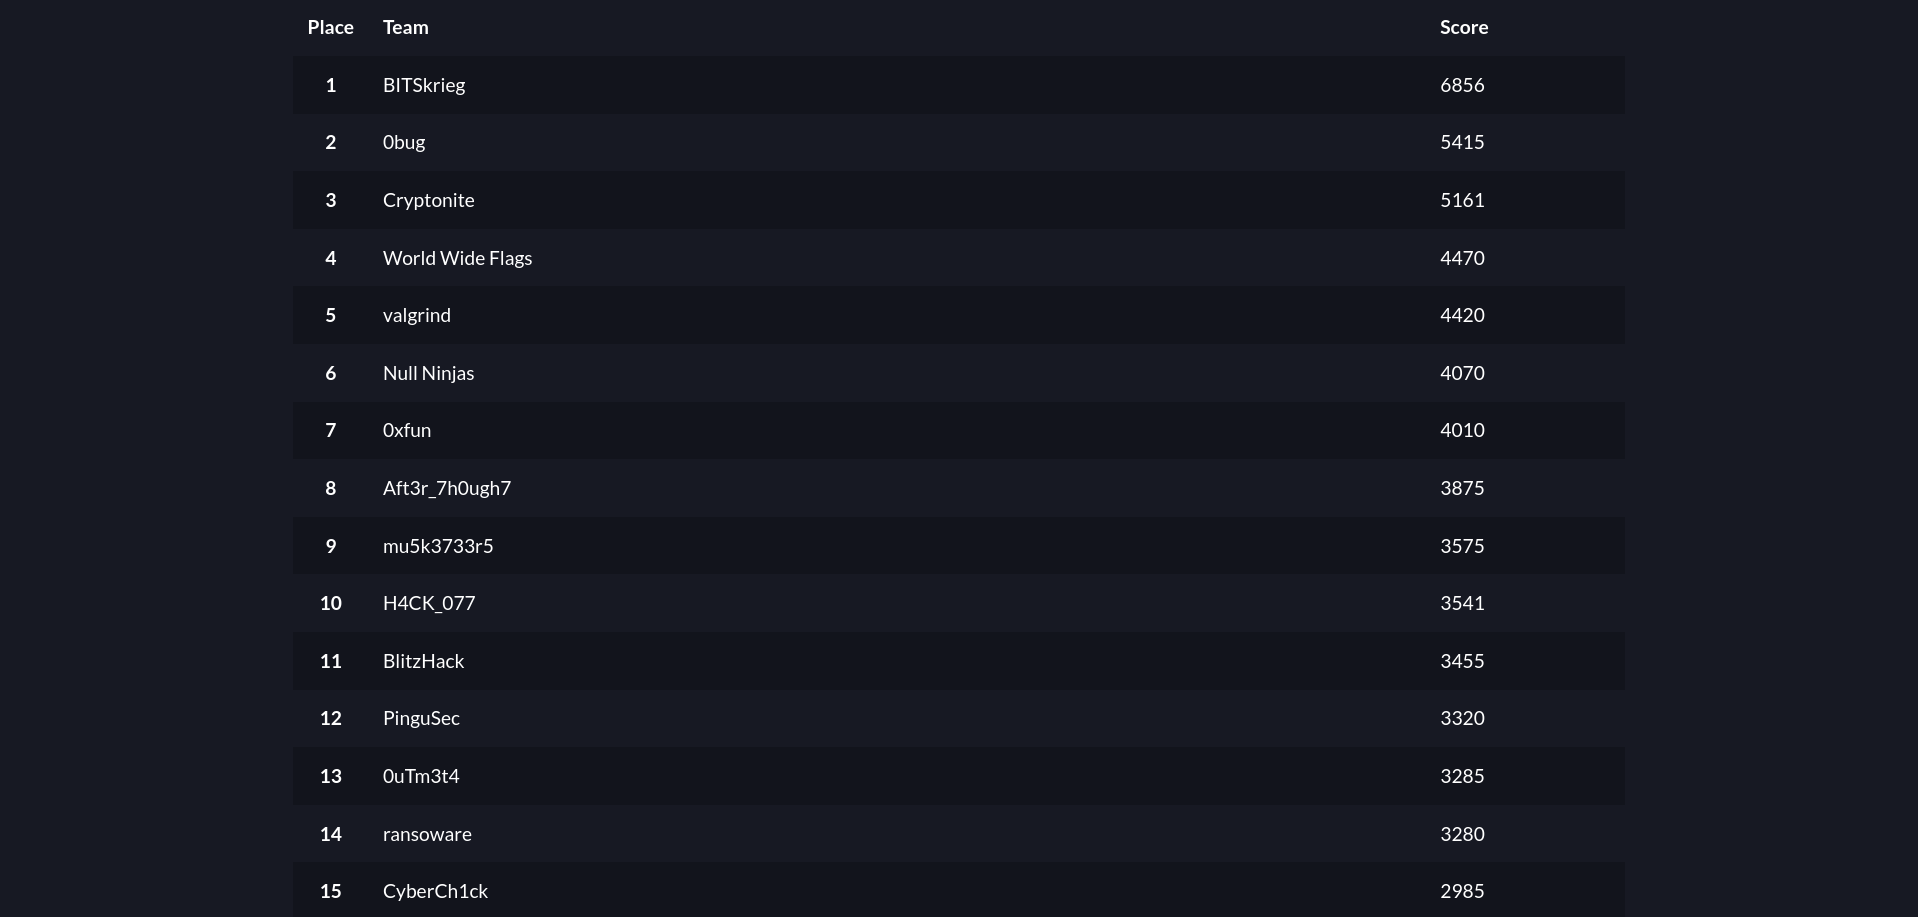 Place Team Score
1 BITSkrieg 6856
2 0bug 5415
3 Cryptonite 5161
4 World Wide Flags 4470
5 valgrind 4420
6 Null Ninjas 4070
7 0xfun 4010
8 Aft3r_7h0ugh7 3875
9 mu5k3733r5 3575
10 H4CK_077 3541
11 BlitzHack 3455
12 PinguSec 3320
13 0uTm3t4 3285
14 ransoware 3280
15 CyberCh1ck 2985